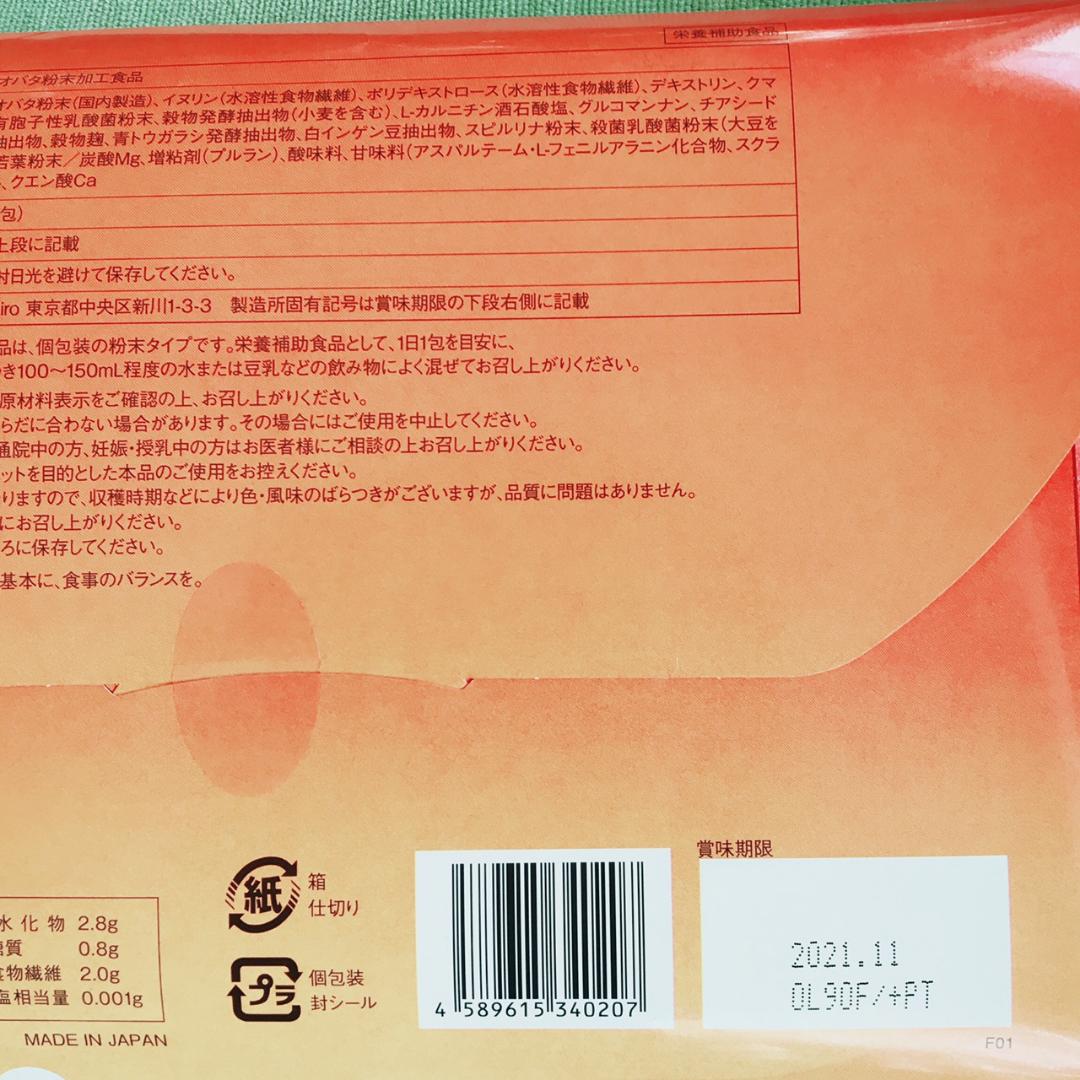 栄養補助食品
オバタ粉末加工食品
オバタ粉末(国内製造)、イヌリン(水溶性食物繊維)、ポリデキストロース(水溶性食物繊維)、デキストリン、クマ
有胞子性乳酸菌粉末、穀物発酵抽出物(小麦を含む)、L-カルニチン酒石酸塩、グルコマンナン、チアシード
抽出物、穀物麹、青トウガラシ発酵抽出物、白インゲン豆抽出物、スピルリナ粉末、殺菌乳酸菌粉末(大豆を
若葉粉末/炭酸Mg、増粘剤(プルラン)、酸味料、甘味料(アスパルテーム・L-フェニルアラニン化合物、スクラ
、クエン酸Ca
包)
上段に記載
射日光を避けて保存してください。
iro 東京都中央区新川1-3-3 製造所固有記号は賞味期限の下段右側に記載
品は、個包装の粉末タイプです。栄養補助食品として、1日1包を目安に、
き100〜150mL程度の水または豆乳などの飲み物によく混ぜてお召し上がりください。
原材料表示をご確認の上、お召し上がりください。
らだに合わない場合があります。その場合にはご使用を中止してください。
通院中の方、妊娠・授乳中の方はお医者様にご相談の上お召し上がりください。
ットを目的とした本品のご使用をお控えください。
りますので、収穫時期などにより色・風味のばらつきがございますが、品質に問題はありません。
にお召し上がりください。
ろに保存してください。
基本に、食事のバランスを。
水化物 2.8g
糖質 0.8g
食物繊維 2.0g
塩相当量 0.001g
MADE IN JAPAN
紙
箱
仕切り
プラ
個包装
封シール
4 589615 340207
賞味期限
2021.11
OL90F/+PT
F01